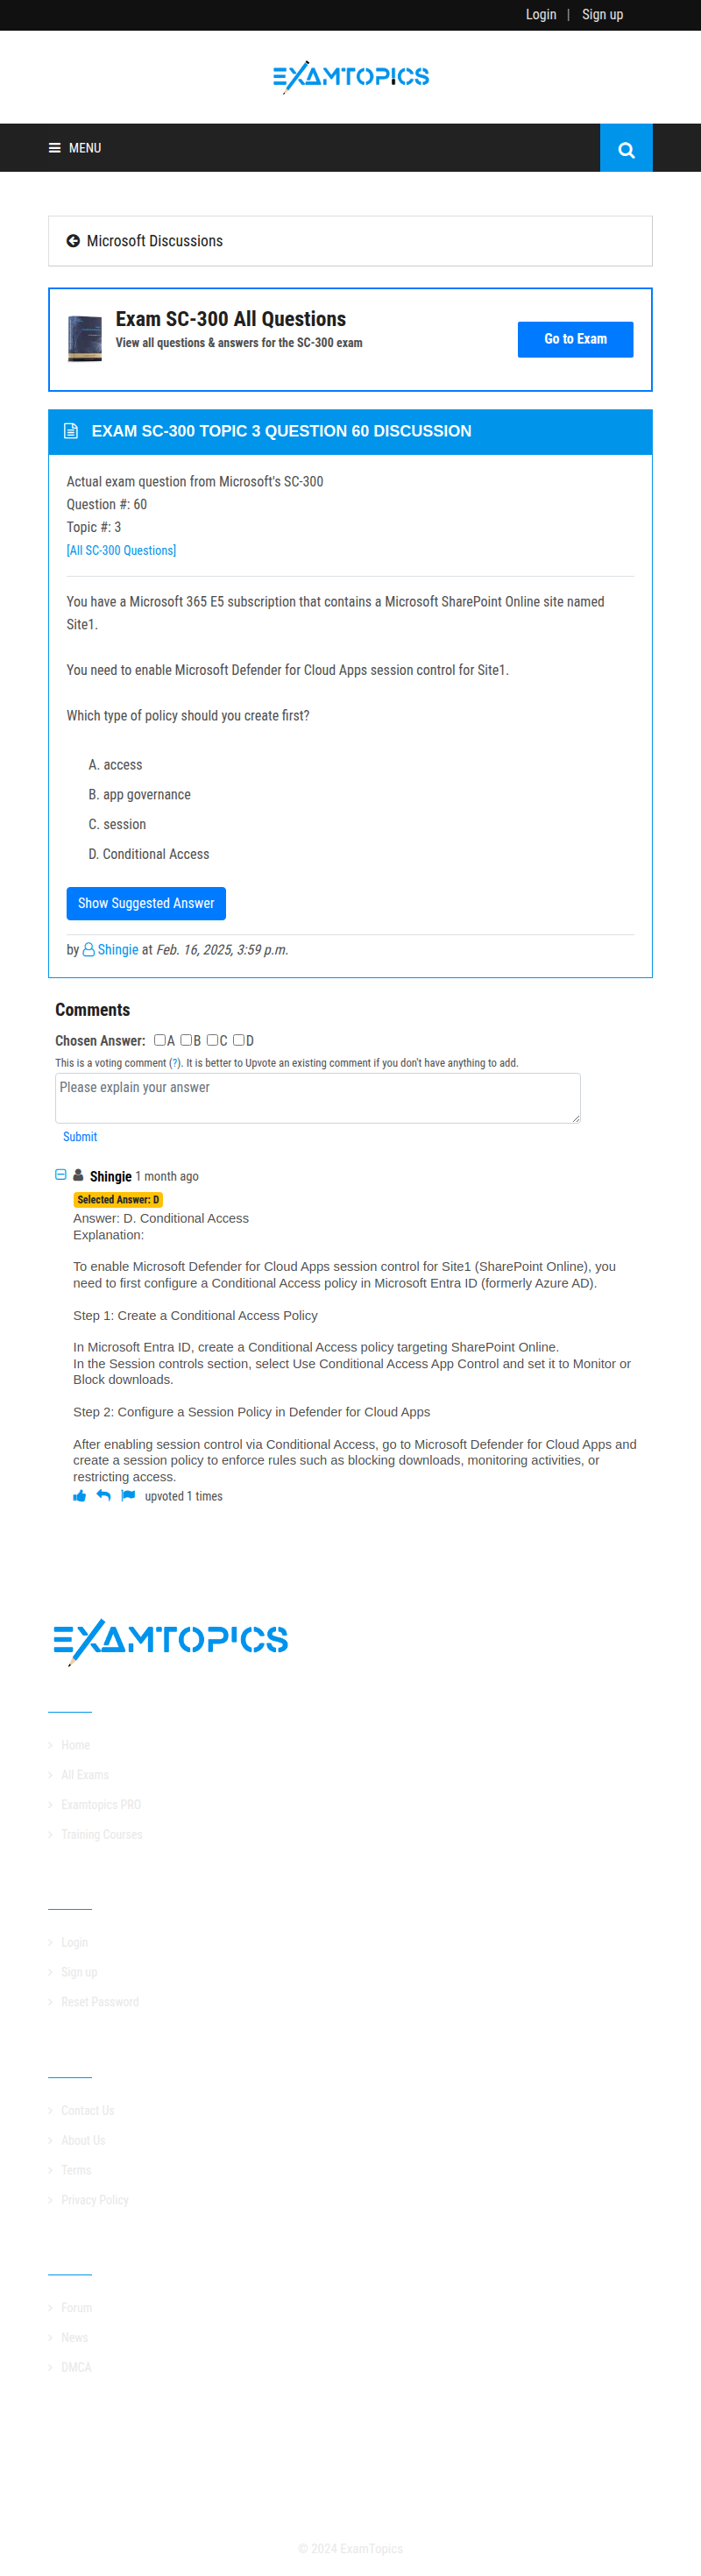 Login | Sign up
EXAMTOPICS
MENU
Microsoft Discussions
Exam SC-300 All Questions
View all questions & answers for the SC-300 exam
Go to Exam
EXAM SC-300 TOPIC 3 QUESTION 60 DISCUSSION
Actual exam question from Microsoft's SC-300
Question #: 60
Topic #: 3
[All SC-300 Questions]
You have a Microsoft 365 E5 subscription that contains a Microsoft SharePoint Online site named
Site1.
You need to enable Microsoft Defender for Cloud Apps session control for Site1.
Which type of policy should you create first?
A. access
B. app governance
C. session
D. Conditional Access
Show Suggested Answer
by Shingie at Feb. 16, 2025, 3:59 p.m.
Comments
Chosen Answer: A B C D
This is a voting comment (?). It is better to Upvote an existing comment if you don't have anything to add.
Please explain your answer
Submit
Shingie 1 month ago
Selected Answer: D
Answer: D. Conditional Access
Explanation:
To enable Microsoft Defender for Cloud Apps session control for Site1 (SharePoint Online), you
need to first configure a Conditional Access policy in Microsoft Entra ID (formerly Azure AD).
Step 1: Create a Conditional Access Policy
In Microsoft Entra ID, create a Conditional Access policy targeting SharePoint Online.
In the Session controls section, select Use Conditional Access App Control and set it to Monitor or
Block downloads.
Step 2: Configure a Session Policy in Defender for Cloud Apps
After enabling session control via Conditional Access, go to Microsoft Defender for Cloud Apps and
create a session policy to enforce rules such as blocking downloads, monitoring activities, or
restricting access.
upvoted 1 times
EXAMTOPICS
Home
All Exams
Examtopics PRO
Training Courses
Login
Sign up
Reset Password
Contact Us
About Us
Terms
Privacy Policy
Forum
News
DMCA
© 2024 ExamTopics